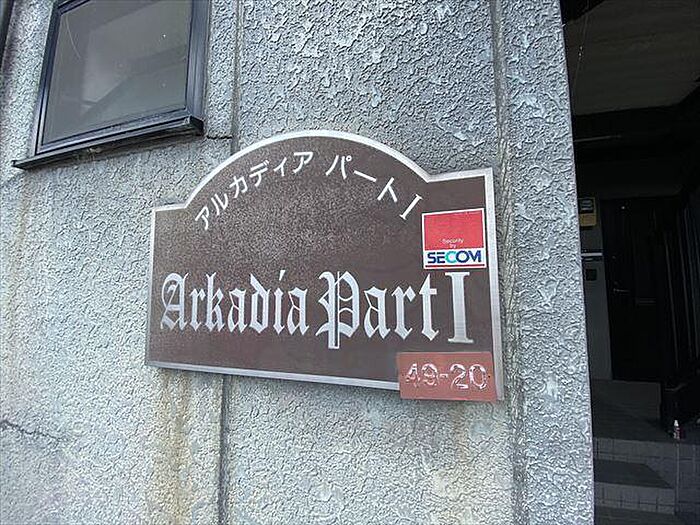 アルカディア パートI
Security
by
SECOM
Arkadia Part I
49-20